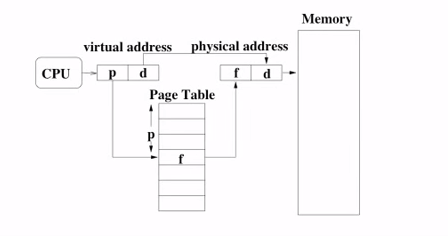 Memory
virtual address physical address
CPU p d f d
Page Table
p
f